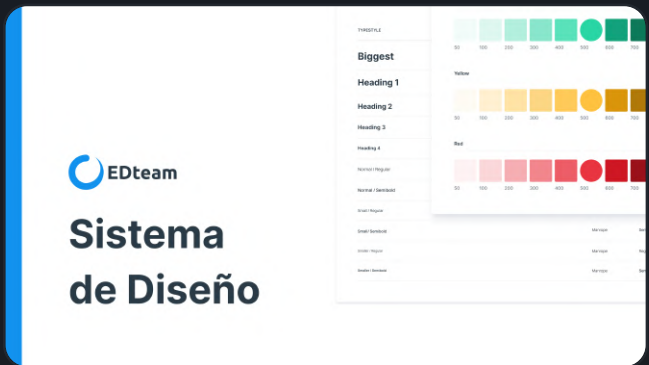 EDteam
Sistema
de Diseño
TYPESTYLE
Biggest
Heading 1
Heading 2
Heading 3
Heading 4
Normal / Regular
Normal / Semibold
Small / Regular
Small / Semibold
Smaller / Regular
Smaller / Semibold
50 100 200 300 400 500 600 700
Yellow
50 100 200 300 400 500 600 700
Red
50 100 200 300 400 500 600 700